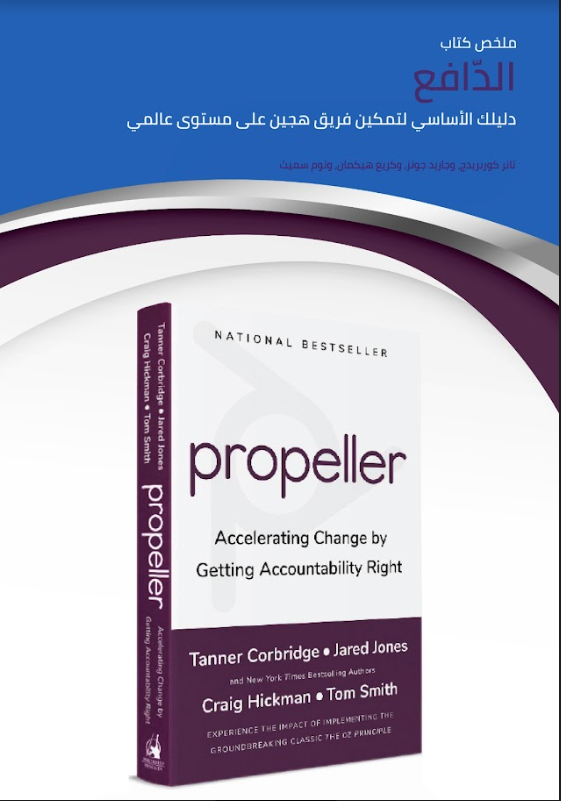 ملخص كتاب
الدّافع
دليلك الأساسي لتمكين فريق هجين على مستوى عالمي
تانر كوربريدج، وجاريد جونز، وكريغ هيكمان، وتوم سميث
NATIONAL BESTSELLER
propeller
Accelerating Change by
Getting Accountability Right
Tanner Corbridge • Jared Jones
and New York Times Bestselling Authors
Craig Hickman • Tom Smith
EXPERIENCE THE IMPACT OF IMPLEMENTING THE
GROUNDBREAKING CLASSIC THE OZ PRINCIPLE
Tanner Corbridge • Jared Jones
Craig Hickman • Tom Smith
propeller
Accelerating Change by
Getting Accountability Right